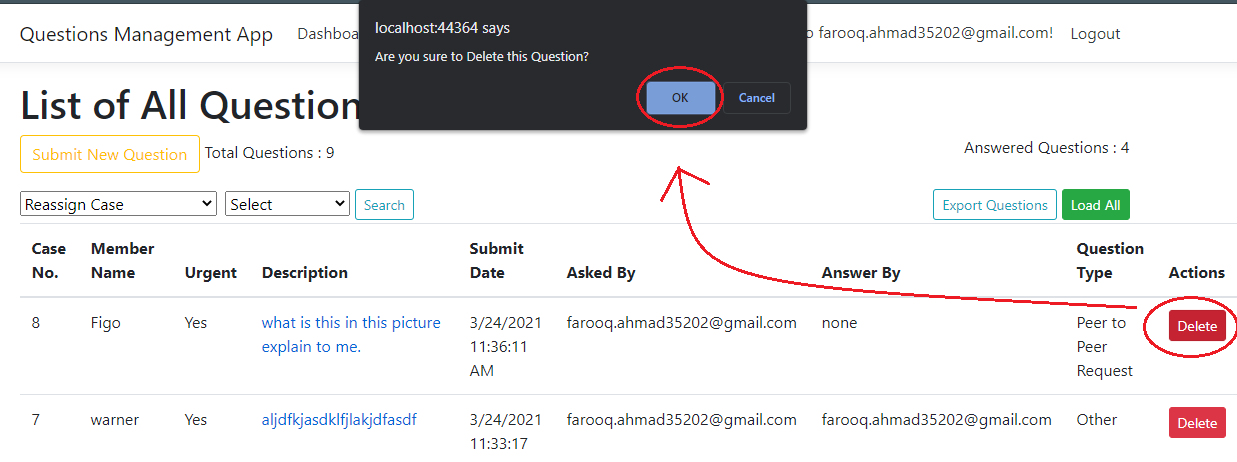 localhost:44364 says
Are you sure to Delete this Question?
OK Cancel
Questions Management App Dashboa o farooq.ahmad35202@gmail.com! Logout
List of All Question
Submit New Question Total Questions : 9 Answered Questions : 4
Reassign Case Select Search Export Questions Load All
Case No. Member Name Urgent Description Submit Date Asked By Answer By Question Type Actions
8 Figo Yes what is this in this picture 3/24/2021 farooq.ahmad35202@gmail.com none Peer to Delete
explain to me. 11:36:11 Peer
AM Request
7 warner Yes aljdfkjasdklfjlakjdfasdf 3/24/2021 farooq.ahmad35202@gmail.com farooq.ahmad35202@gmail.com Other Delete
11:33:17